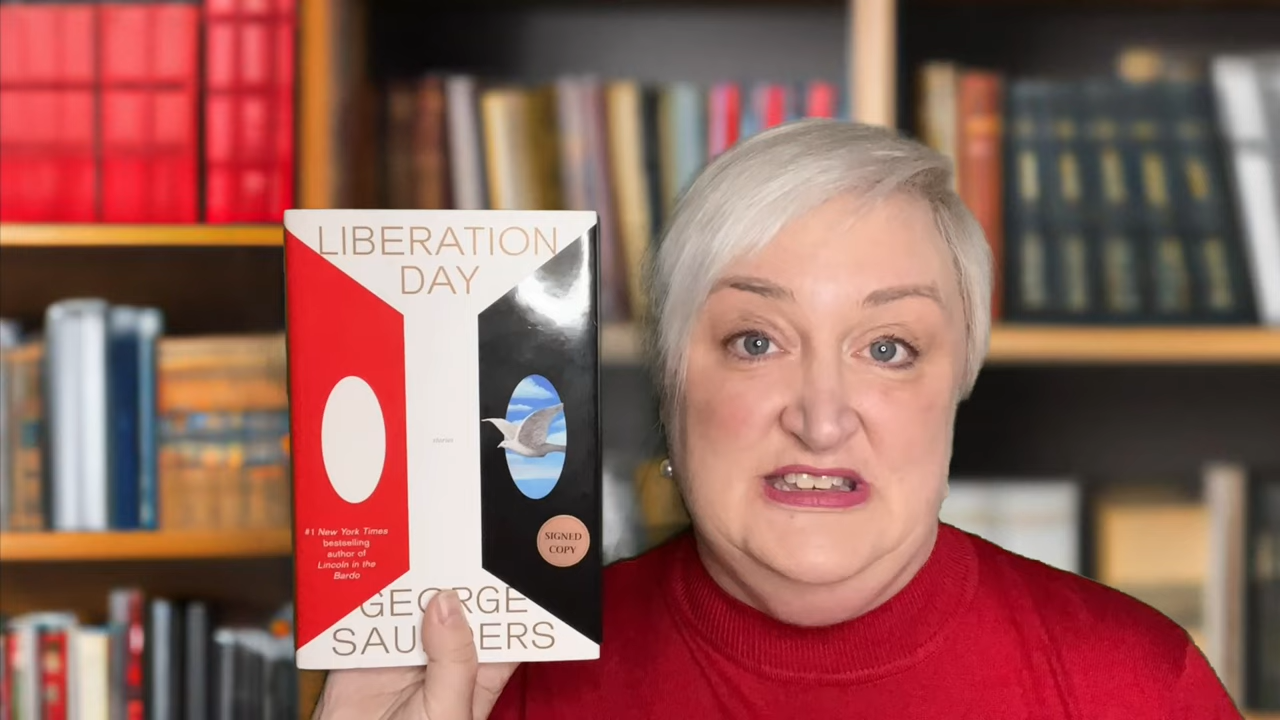 LIBERATION
DAY
stories
#1 New York Times
bestselling
author of
Lincoln in the
Bardo
SIGNED
COPY
GEORGE
SAUNDERS